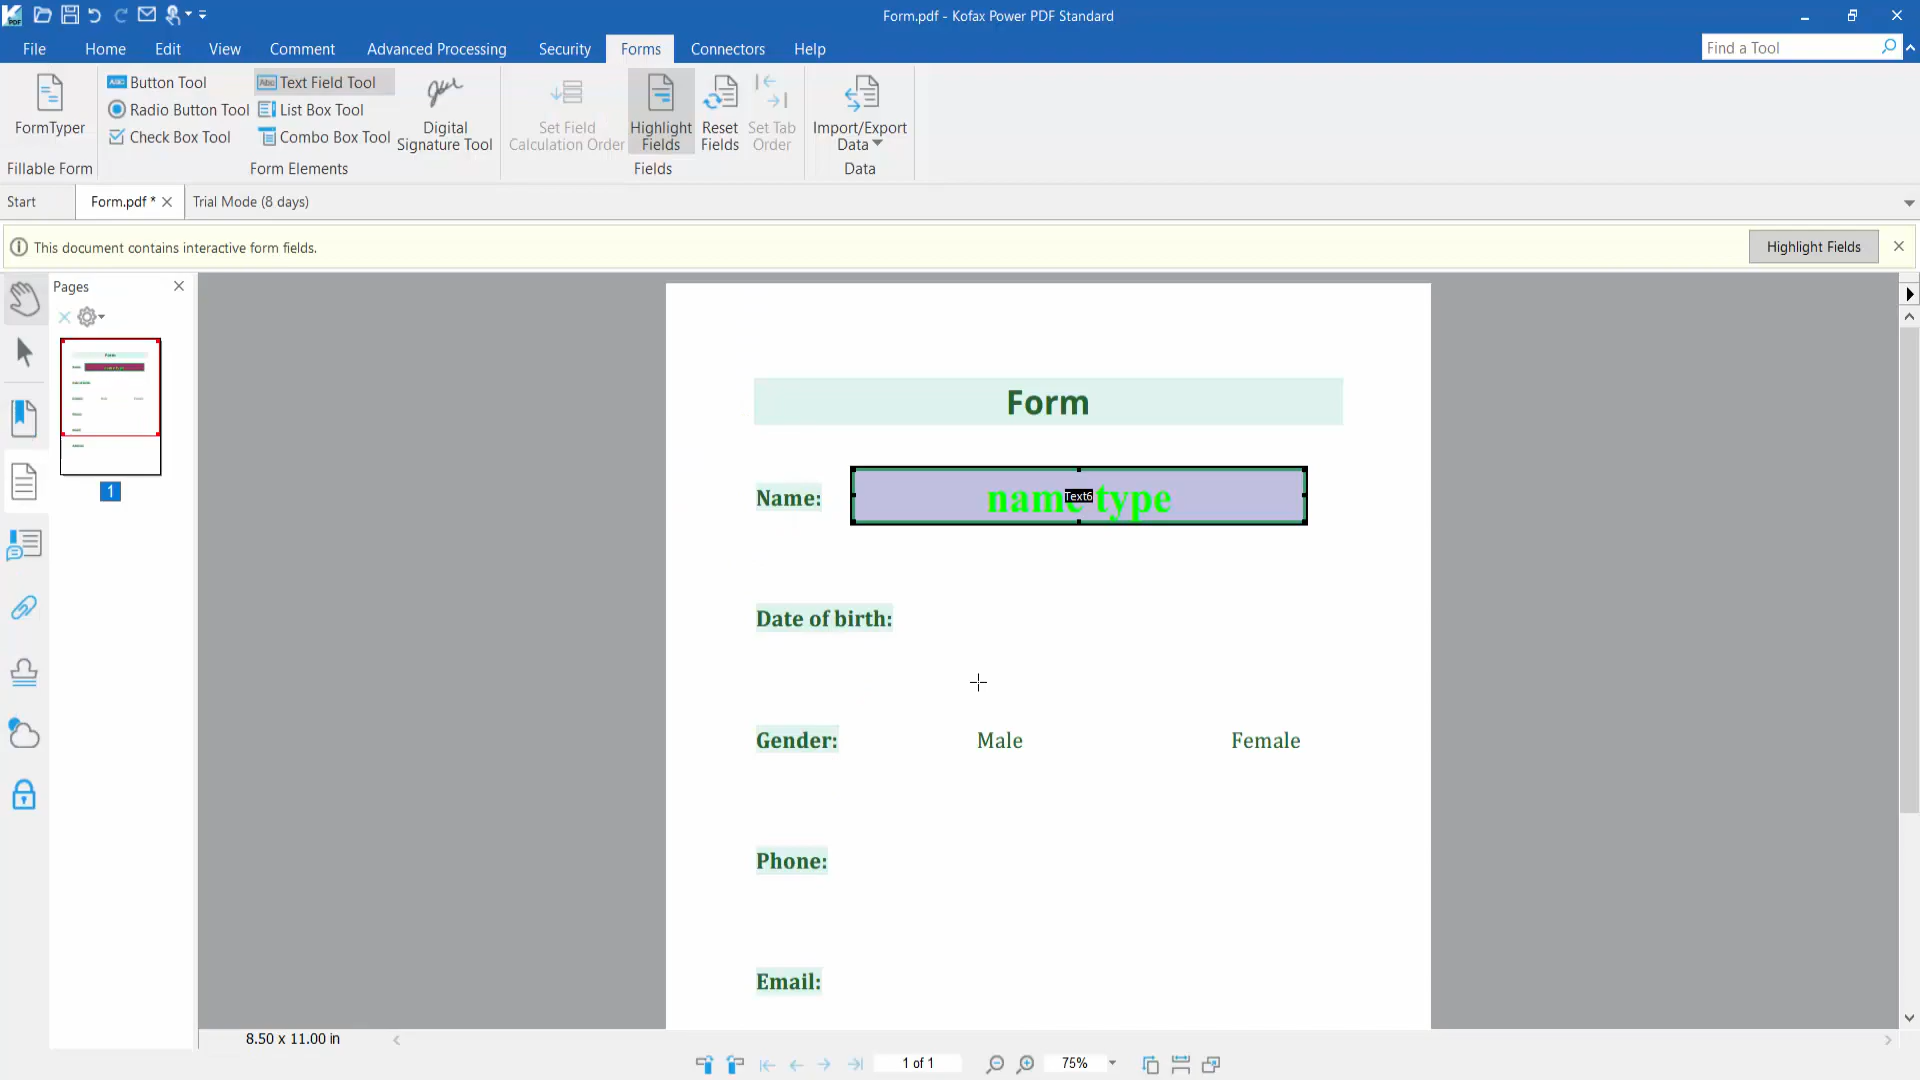 Form.pdf - Kofax Power PDF Standard
File Home Edit View Comment Advanced Processing Security Forms Connectors Help
Find a Tool
FormTyper
Fillable Form
Button Tool
Radio Button Tool
Check Box Tool
Text Field Tool
List Box Tool
Combo Box Tool
Digital
Signature Tool
Form Elements
Set Field
Calculation Order
Highlight
Fields
Reset
Fields
Set Tab
Order
Fields
Import/Export
Data
Data
Start Form.pdf * Trial Mode (8 days)
This document contains interactive form fields.
Highlight Fields
Pages
1
Form
Name: name type
Text6
Date of birth:
Gender: Male Female
Phone:
Email:
8.50 x 11.00 in
1 of 1
75%